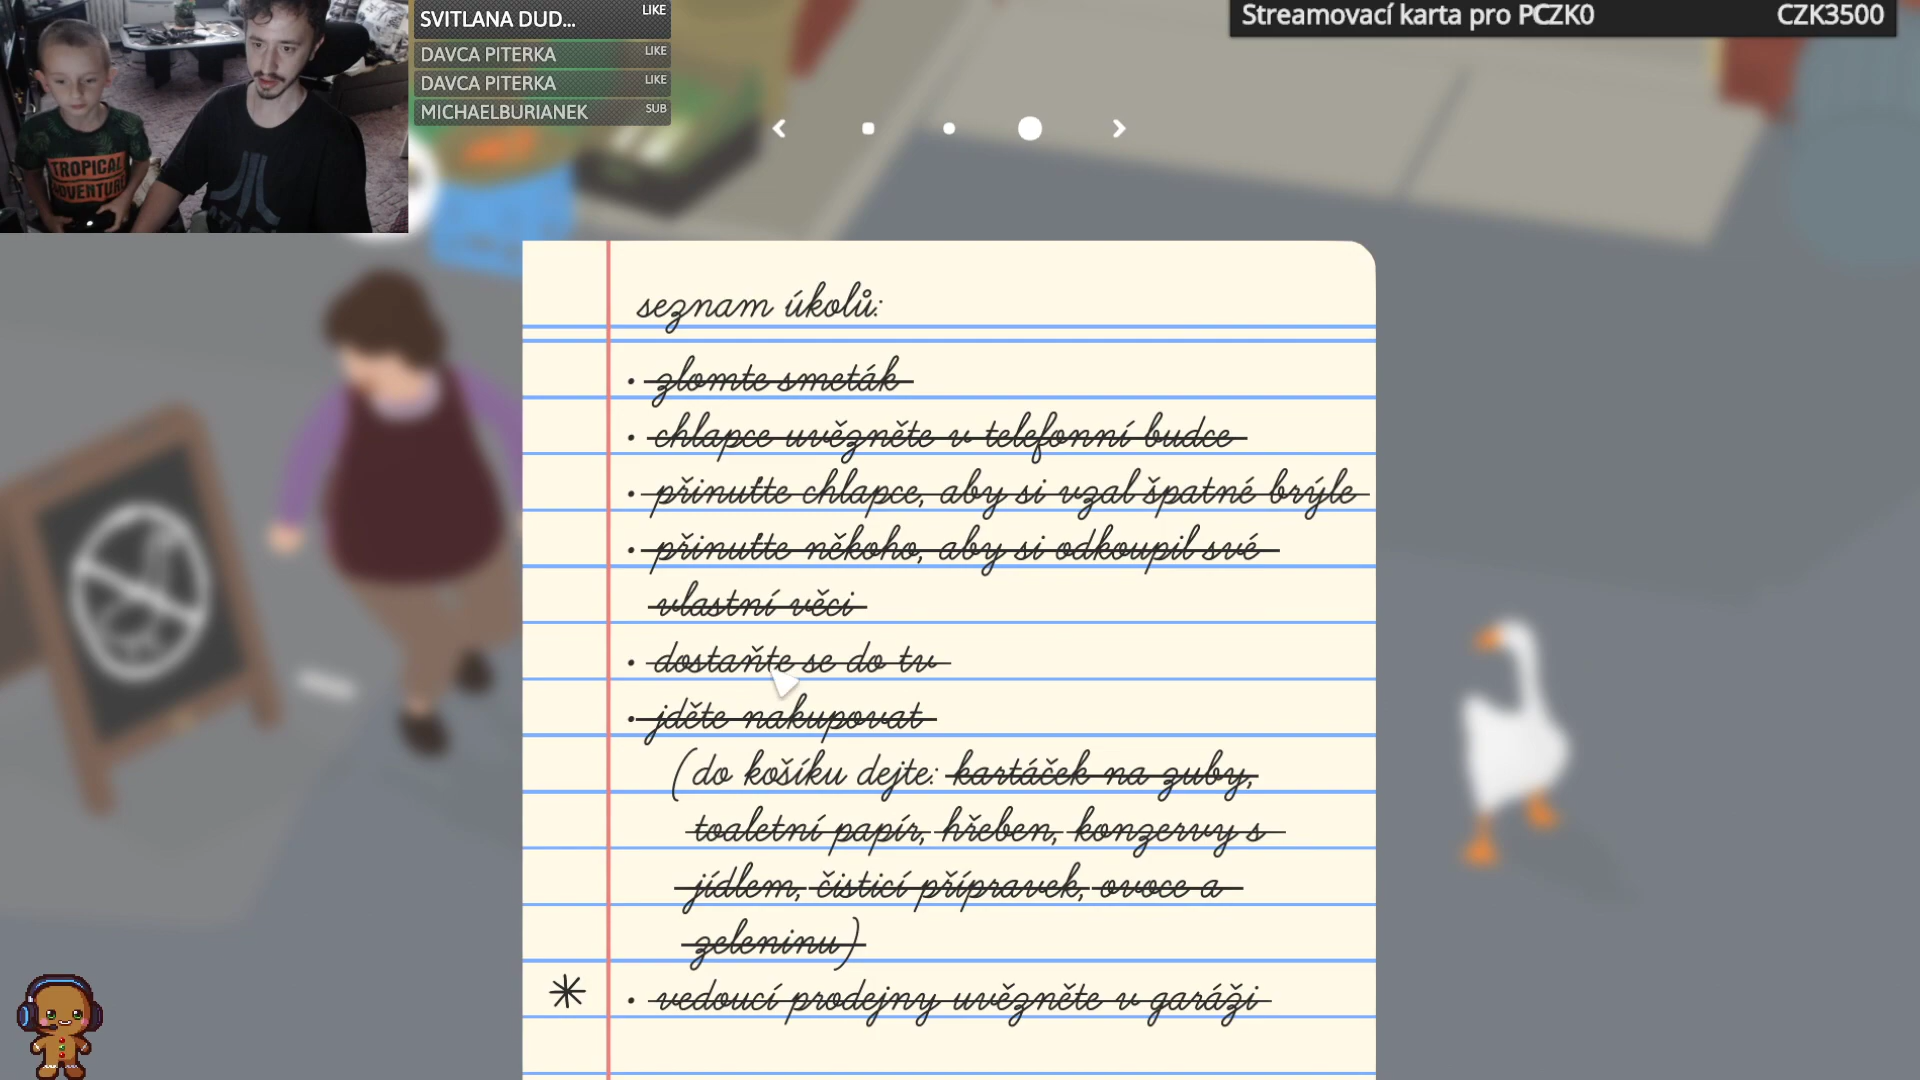 SVITLANA DUD... LIKE
DAVCA PITERKA LIKE
DAVCA PITERKA LIKE
MICHAELBURIANEK SUB
Streamovací karta pro PCZK0 CZK3500
TROPICAL
ADVENTURE
seznam úkolů:
• zlomte smeták
• chlapce uvězněte v telefonní budce
• přinuťte chlapce, aby si vzal špatné brýle
• přinuťte někoho, aby si odkoupil své
vlastní věci
• dostaňte se do tv
• jděte nakupovat
(do košíku dejte: kartáček na zuby,
toaletní papír, hřeben, konzervy s
jídlem, čisticí přípravek, ovoce a
zeleninu)
• vedoucí prodejny uvězněte v garáži